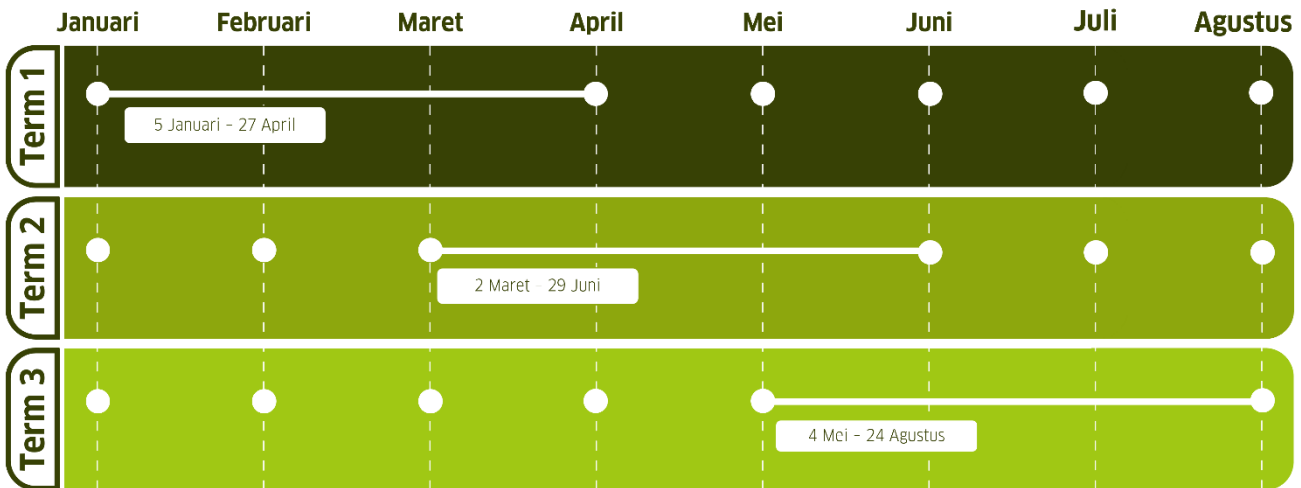 Januari Februari Maret April Mei Juni Juli Agustus
Term 1
5 Januari - 27 April
Term 2
2 Maret - 29 Juni
Term 3
4 Mei - 24 Agustus